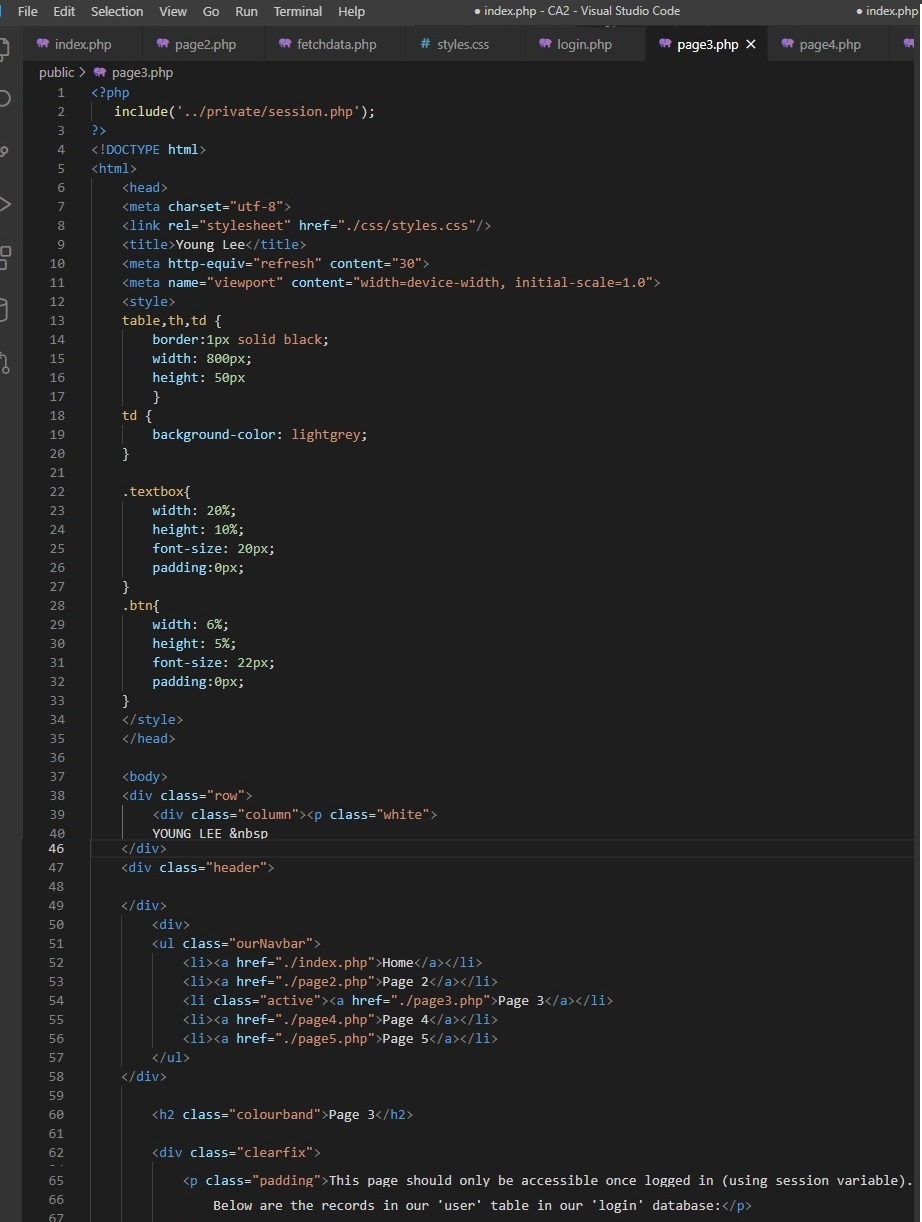 File Edit Selection View Go Run Terminal Help ● index.php - CA2 - Visual Studio Code ● index.php
index.php page2.php fetchdata.php # styles.css login.php page3.php × page4.php
public > page3.php
1 <?php
2 include('../private/session.php');
3 ?>
4 <!DOCTYPE html>
5 <html>
6 <head>
7 <meta charset="utf-8">
8 <link rel="stylesheet" href="./css/styles.css"/>
9 <title>Young Lee</title>
10 <meta http-equiv="refresh" content="30">
11 <meta name="viewport" content="width=device-width, initial-scale=1.0">
12 <style>
13 table,th,td {
14 border:1px solid black;
15 width: 800px;
16 height: 50px
17 }
18 td {
19 background-color: lightgrey;
20 }
21
22 .textbox{
23 width: 20%;
24 height: 10%;
25 font-size: 20px;
26 padding:0px;
27 }
28 .btn{
29 width: 6%;
30 height: 5%;
31 font-size: 22px;
32 padding:0px;
33 }
34 </style>
35 </head>
36
37 <body>
38 <div class="row">
39 <div class="column"><p class="white">
40 YOUNG LEE &nbsp
46 </div>
47 <div class="header">
48
49 </div>
50 <div>
51 <ul class="ourNavbar">
52 <li><a href="./index.php">Home</a></li>
53 <li><a href="./page2.php">Page 2</a></li>
54 <li class="active"><a href="./page3.php">Page 3</a></li>
55 <li><a href="./page4.php">Page 4</a></li>
56 <li><a href="./page5.php">Page 5</a></li>
57 </ul>
58 </div>
59
60 <h2 class="colourband">Page 3</h2>
61
62 <div class="clearfix">
65 <p class="padding">This page should only be accessible once logged in (using session variable).
66 Below are the records in our 'user' table in our 'login' database:</p>
67